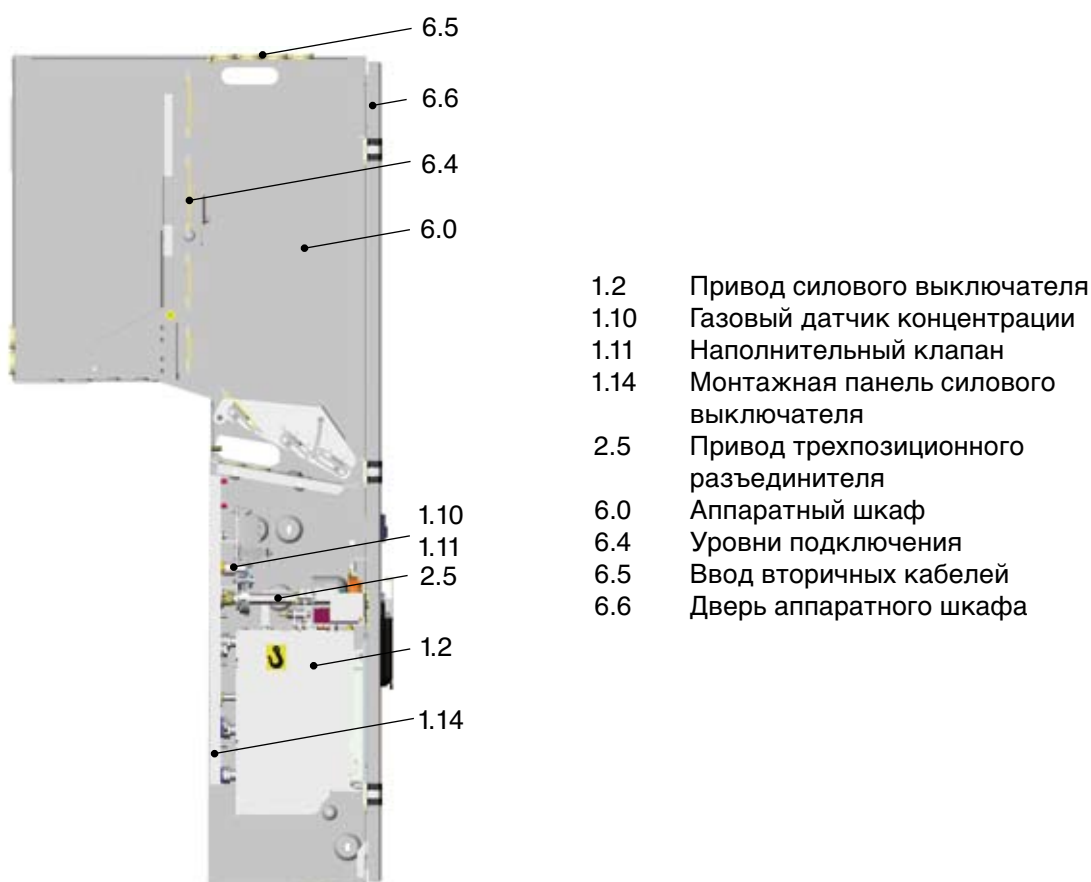 6.5
6.6
6.4
6.0
1.10
1.11
2.5
1.2
1.14
1.2 Привод силового выключателя
1.10 Газовый датчик концентрации
1.11 Наполнительный клапан
1.14 Монтажная панель силового
выключателя
2.5 Привод трехпозиционного
разъединителя
6.0 Аппаратный шкаф
6.4 Уровни подключения
6.5 Ввод вторичных кабелей
6.6 Дверь аппаратного шкафа